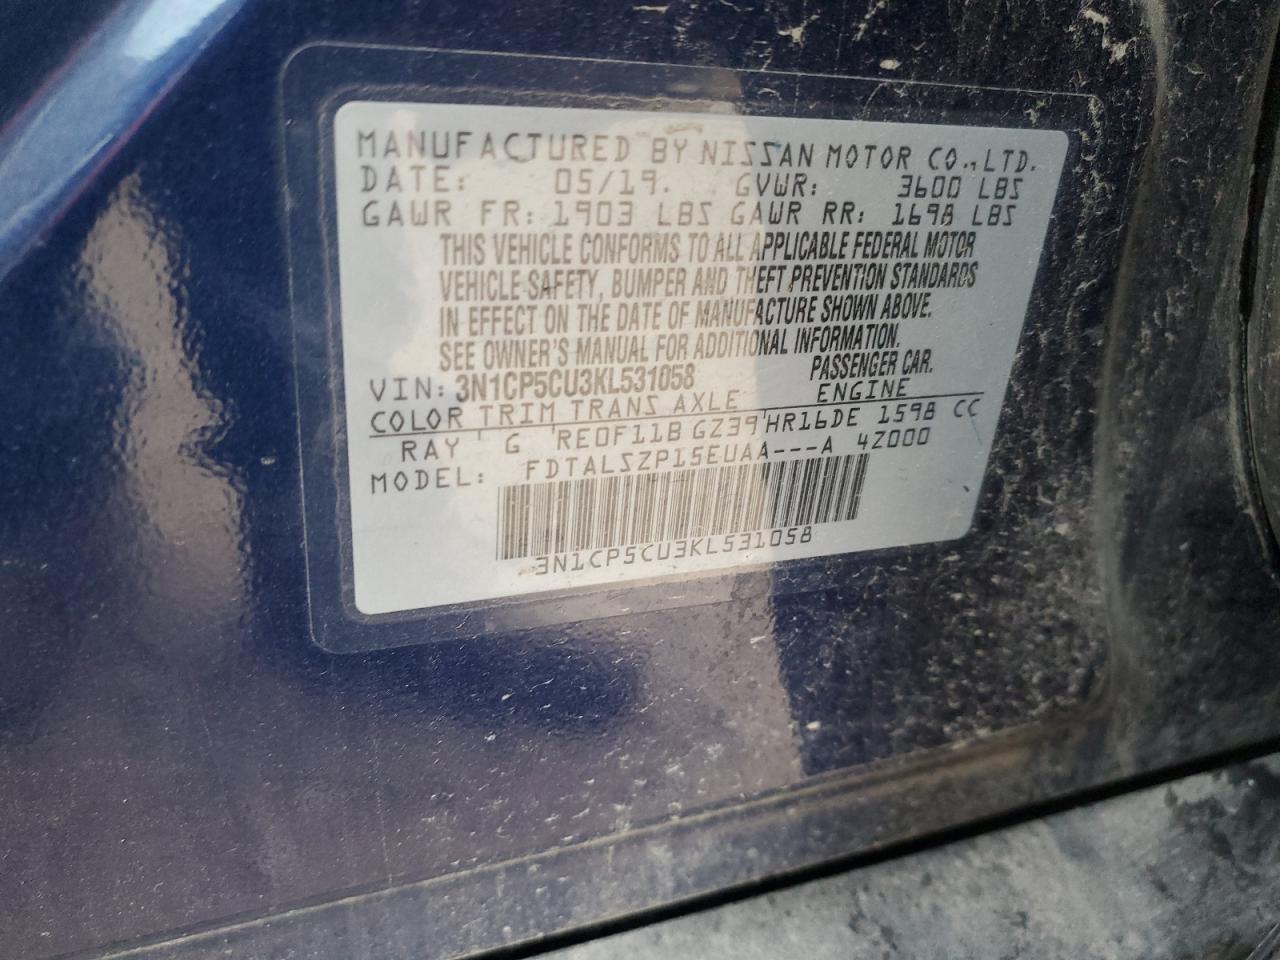 MANUFACTURED BY NISSAN MOTOR CO.,LTD.
DATE: 05/19. GVWR: 3600 LBS
GAWR FR: 1903 LBS GAWR RR: 1698 LBS
THIS VEHICLE CONFORMS TO ALL APPLICABLE FEDERAL MOTOR
VEHICLE SAFETY, BUMPER AND THEFT PREVENTION STANDARDS
IN EFFECT ON THE DATE OF MANUFACTURE SHOWN ABOVE.
SEE OWNER'S MANUAL FOR ADDITIONAL INFORMATION.
VIN: 3N1CP5CU3KL531058 PASSENGER CAR.
COLOR TRIM TRANS AXLE ENGINE
RAY G RE0F11B GZ39 HR16DE 1598 CC
MODEL: FDTALSZP15EUAA---A 4Z000
3N1CP5CU3KL531058